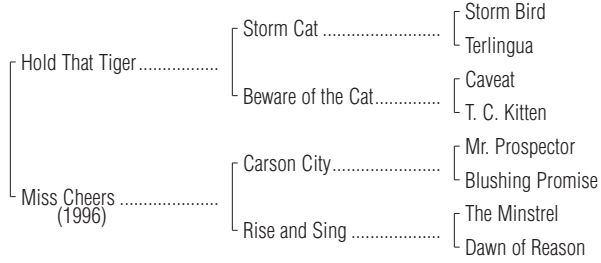 Storm Bird
Storm Cat ........................
Terlingua
Hold That Tiger................
Caveat
Beware of the Cat.............
T. C. Kitten
Mr. Prospector
Carson City.....................
Blushing Promise
Miss Cheers ....................
(1996)
The Minstrel
Rise and Sing ..................
Dawn of Reason